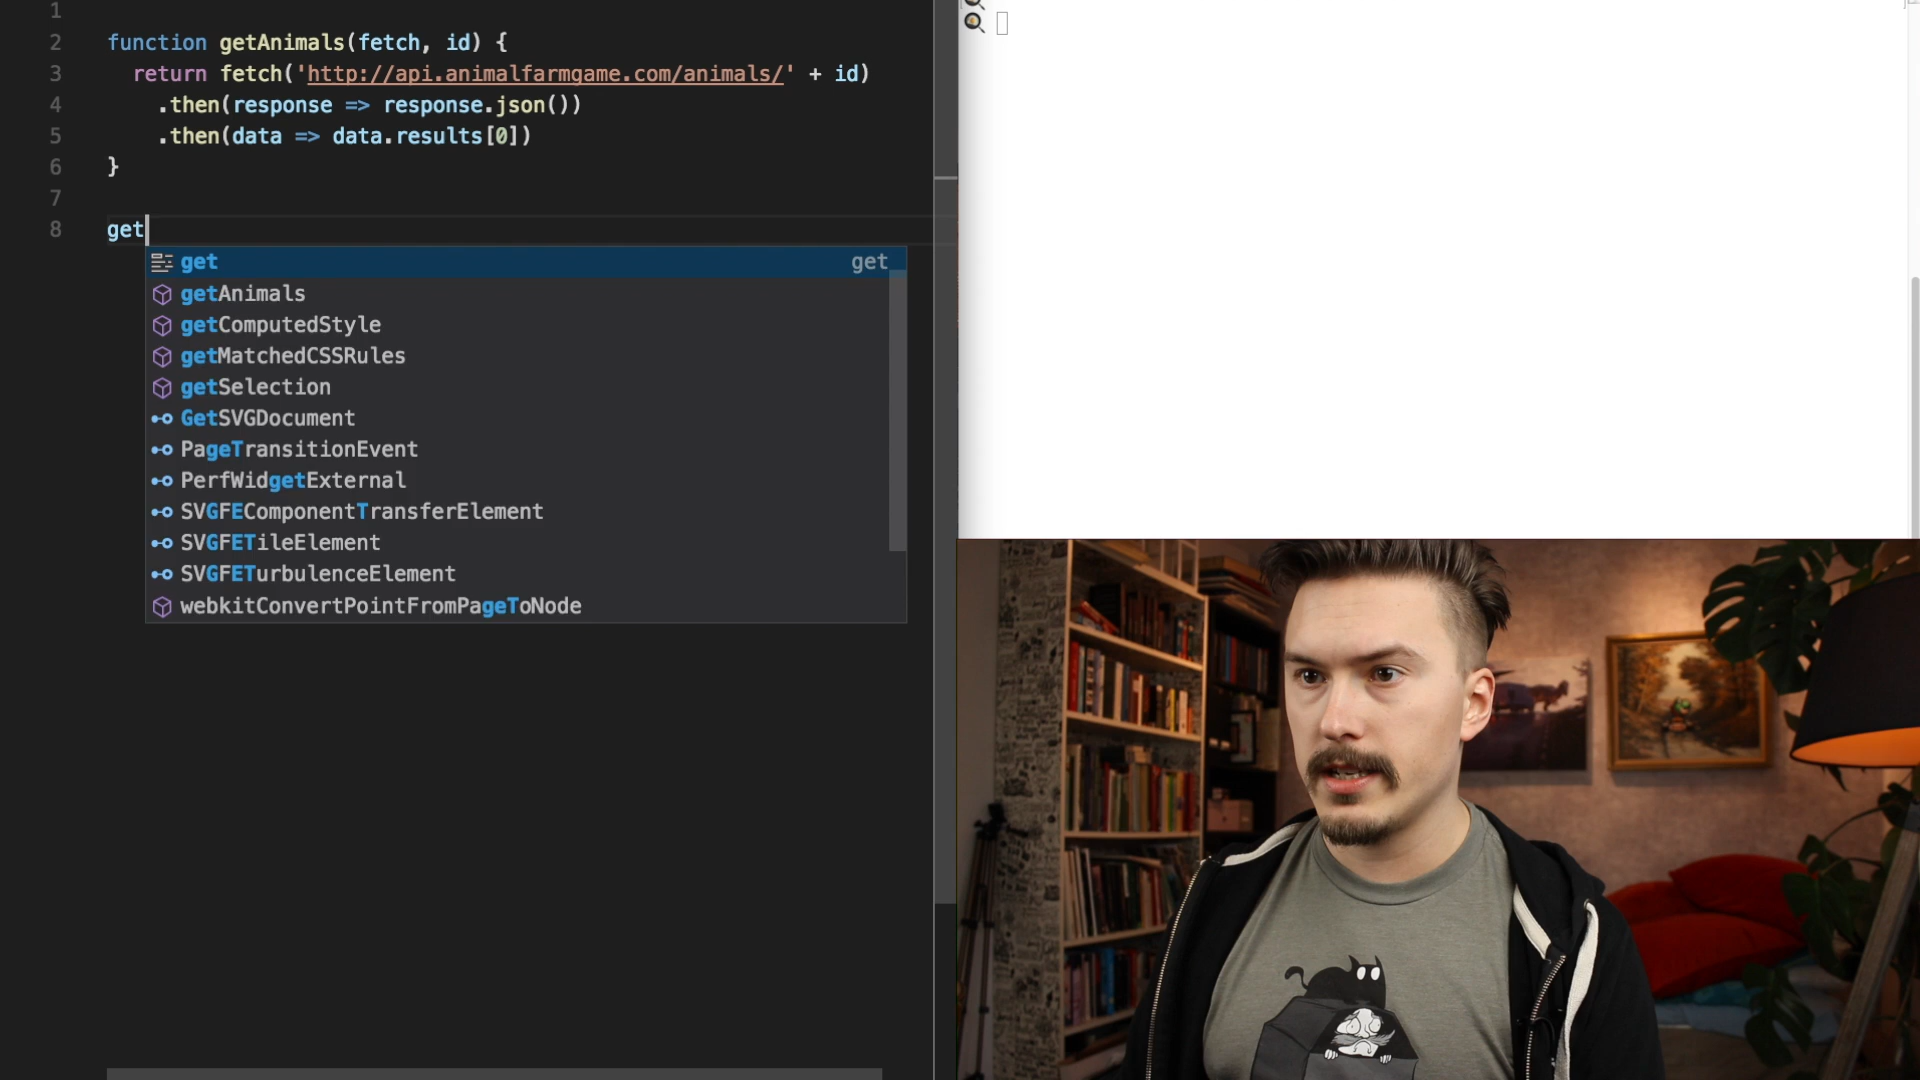 1
2 function getAnimals(fetch, id) {
3 return fetch('http://api.animalfarmgame.com/animals/' + id)
4 .then(response => response.json())
5 .then(data => data.results[0])
6 }
7
8 get
get get
getAnimals
getComputedStyle
getMatchedCSSRules
getSelection
GetSVGDocument
PageTransitionEvent
PerfWidgetExternal
SVGFEComponentTransferElement
SVGFETileElement
SVGFETurbulenceElement
webkitConvertPointFromPageToNode